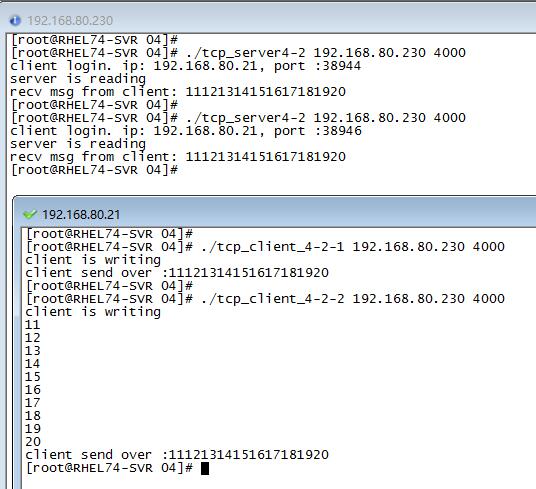 192.168.80.230
[root@RHEL74-SVR 04]#
[root@RHEL74-SVR 04]# ./tcp_server4-2 192.168.80.230 4000
client login. ip: 192.168.80.21, port :38944
server is reading
recv msg from client: 11121314151617181920
[root@RHEL74-SVR 04]#
[root@RHEL74-SVR 04]# ./tcp_server4-2 192.168.80.230 4000
client login. ip: 192.168.80.21, port :38946
server is reading
recv msg from client: 11121314151617181920
[root@RHEL74-SVR 04]#
192.168.80.21
[root@RHEL74-SVR 04]#
[root@RHEL74-SVR 04]# ./tcp_client_4-2-1 192.168.80.230 4000
client is writing
client send over :11121314151617181920
[root@RHEL74-SVR 04]#
[root@RHEL74-SVR 04]# ./tcp_client_4-2-2 192.168.80.230 4000
client is writing
11
12
13
14
15
16
17
18
19
20
client send over :11121314151617181920
[root@RHEL74-SVR 04]#